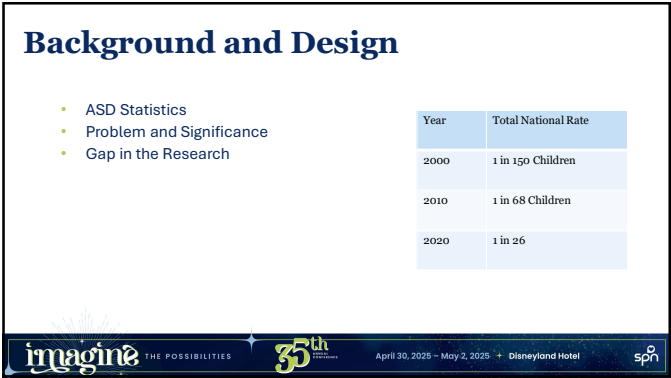 Background and Design
• ASD Statistics
• Problem and Significance
• Gap in the Research
Year Total National Rate
2000 1 in 150 Children
2010 1 in 68 Children
2020 1 in 26
imagine THE POSSIBILITIES
35th
ANNUAL
CONFERENCE
April 30, 2025 – May 2, 2025 + Disneyland Hotel
spn